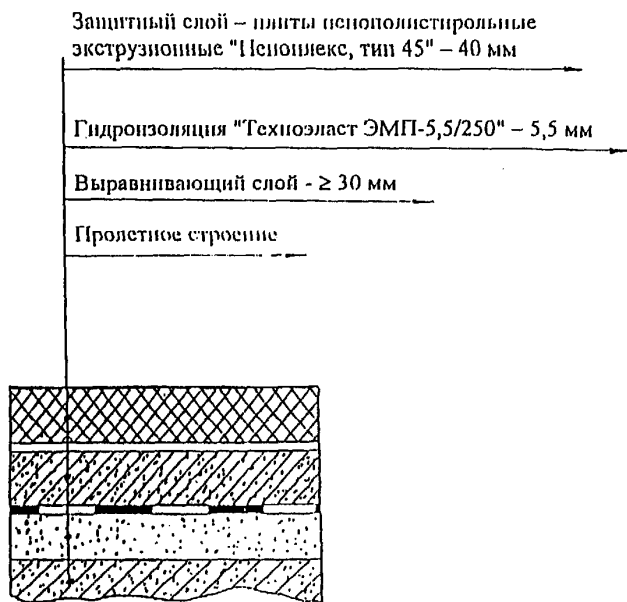 Защитный слой – плиты пенополистирольные
экструзионные "Пеноплекс, тип 45" – 40 мм
Гидроизоляция "Техноэласт ЭМП-5,5/250" – 5,5 мм
Выравнивающий слой - ≥ 30 мм
Пролетное строение